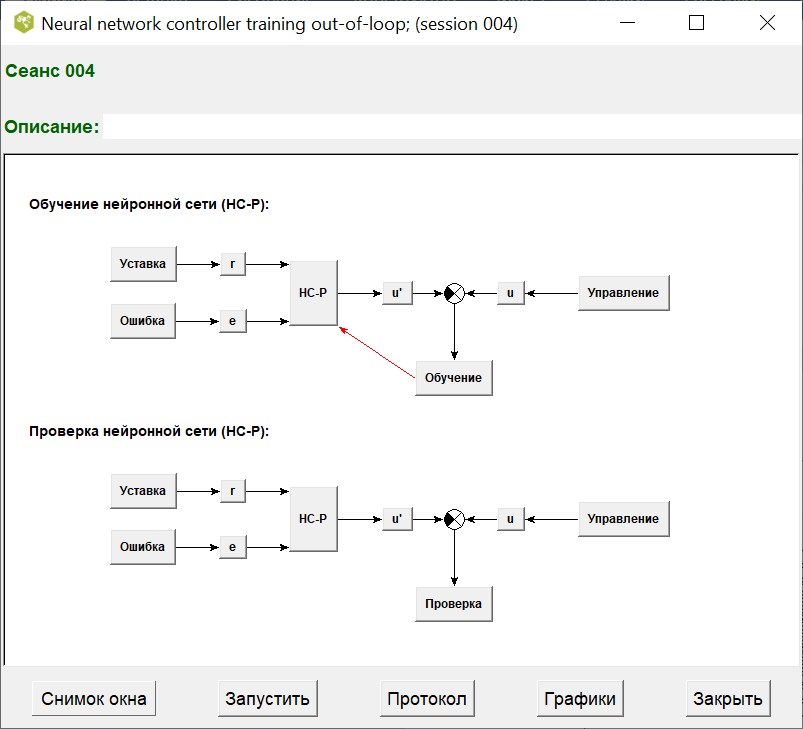 Neural network controller training out-of-loop; (session 004)
Сеанс 004
Описание:
Обучение нейронной сети (НС-Р):
Уставка r
НС-Р u' u Управление
Ошибка e
Обучение
Проверка нейронной сети (НС-Р):
Уставка r
НС-Р u' u Управление
Ошибка e
Проверка
Снимок окна Запустить Протокол Графики Закрыть